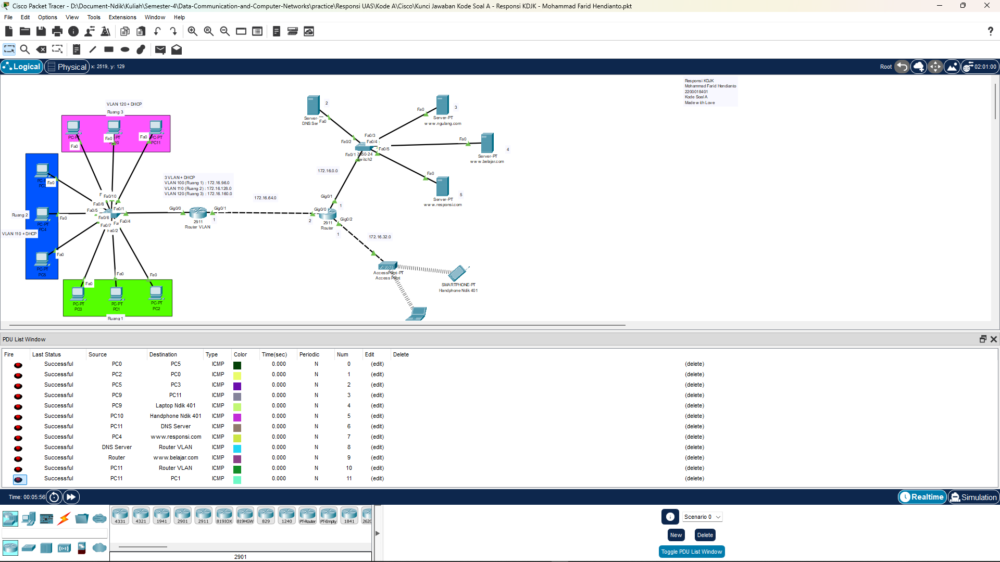 Cisco Packet Tracer - D:\Document-Ndik\Kuliah\Semester-4\Data-Communication-and-Computer-Networks\practice\Responsi UAS\Kode A\Cisco\Kunci Jawaban Kode Soal A - Responsi KDJK - Mohammad Farid Hendianto.pkt
File Edit Options View Tools Extensions Window Help
Logical Physical x: 2519, y: 129 Root 02:01:00
Responsi KDJK
Mohammad Farid Hendianto
2200018401
Kode Soal A
Made with Love
VLAN 120 + DHCP
Ruang 3
Fa0
Fa0
Fa0
PC-PT
PC11
Ruang 2
VLAN 110 + DHCP
Fa0
Fa0
Fa0
PC-PT
PC4
PC-PT
PC5
Fa0/10
Fa0/8
Fa0/5
Fa0/1
Fa0/6
Fa0/4
Fa0/7
Fa0/2
Fa0
Fa0
Fa0
PC-PT
PC0
PC-PT
PC1
PC-PT
PC2
Ruang 1
3 VLAN + DHCP
VLAN 100 (Ruang 1) : 172.16.96.0
VLAN 110 (Ruang 2) : 172.16.128.0
VLAN 120 (Ruang 3) : 172.16.160.0
Gig0/0
Gig0/1
2911
Router VLAN
1
172.16.64.0
172.16.0.0
Gig0/1
1
Gig0/0
2
Gig0/2
2911
Router
1
172.16.32.0
2
Server-
DNS Ser
Fa0
Fa0
3
Server-PT
www.ngulang.com
Fa0/3
Fa0/2
Fa0/4
Fa0/5
Fa0/1
Switch2
Fa0
4
Server-PT
www.belajar.com
Fa0
5
Server-PT
www.responsi.com
AccessPoint-PT
Access Point
SMARTPHONE-PT
Handphone Ndik 401
PDU List Window
Fire Last Status Source Destination Type Color Time(sec) Periodic Num Edit Delete
Successful PC0 PC5 ICMP 0.000 N 0 (edit) (delete)
Successful PC2 PC0 ICMP 0.000 N 1 (edit) (delete)
Successful PC5 PC3 ICMP 0.000 N 2 (edit) (delete)
Successful PC9 PC11 ICMP 0.000 N 3 (edit) (delete)
Successful PC9 Laptop Ndik 401 ICMP 0.000 N 4 (edit) (delete)
Successful PC10 Handphone Ndik 401 ICMP 0.000 N 5 (edit) (delete)
Successful PC11 DNS Server ICMP 0.000 N 6 (edit) (delete)
Successful PC4 www.responsi.com ICMP 0.000 N 7 (edit) (delete)
Successful DNS Server Router VLAN ICMP 0.000 N 8 (edit) (delete)
Successful Router www.belajar.com ICMP 0.000 N 9 (edit) (delete)
Successful PC11 Router VLAN ICMP 0.000 N 10 (edit) (delete)
Successful PC11 PC1 ICMP 0.000 N 11 (edit) (delete)
Time: 00:05:56 Realtime Simulation
4331 4321 1941 2901 2911 819IOX 819HGW 829 1240 PT-Router PT-Empty 1841 2620
Scenario 0
New Delete
Toggle PDU List Window
2901